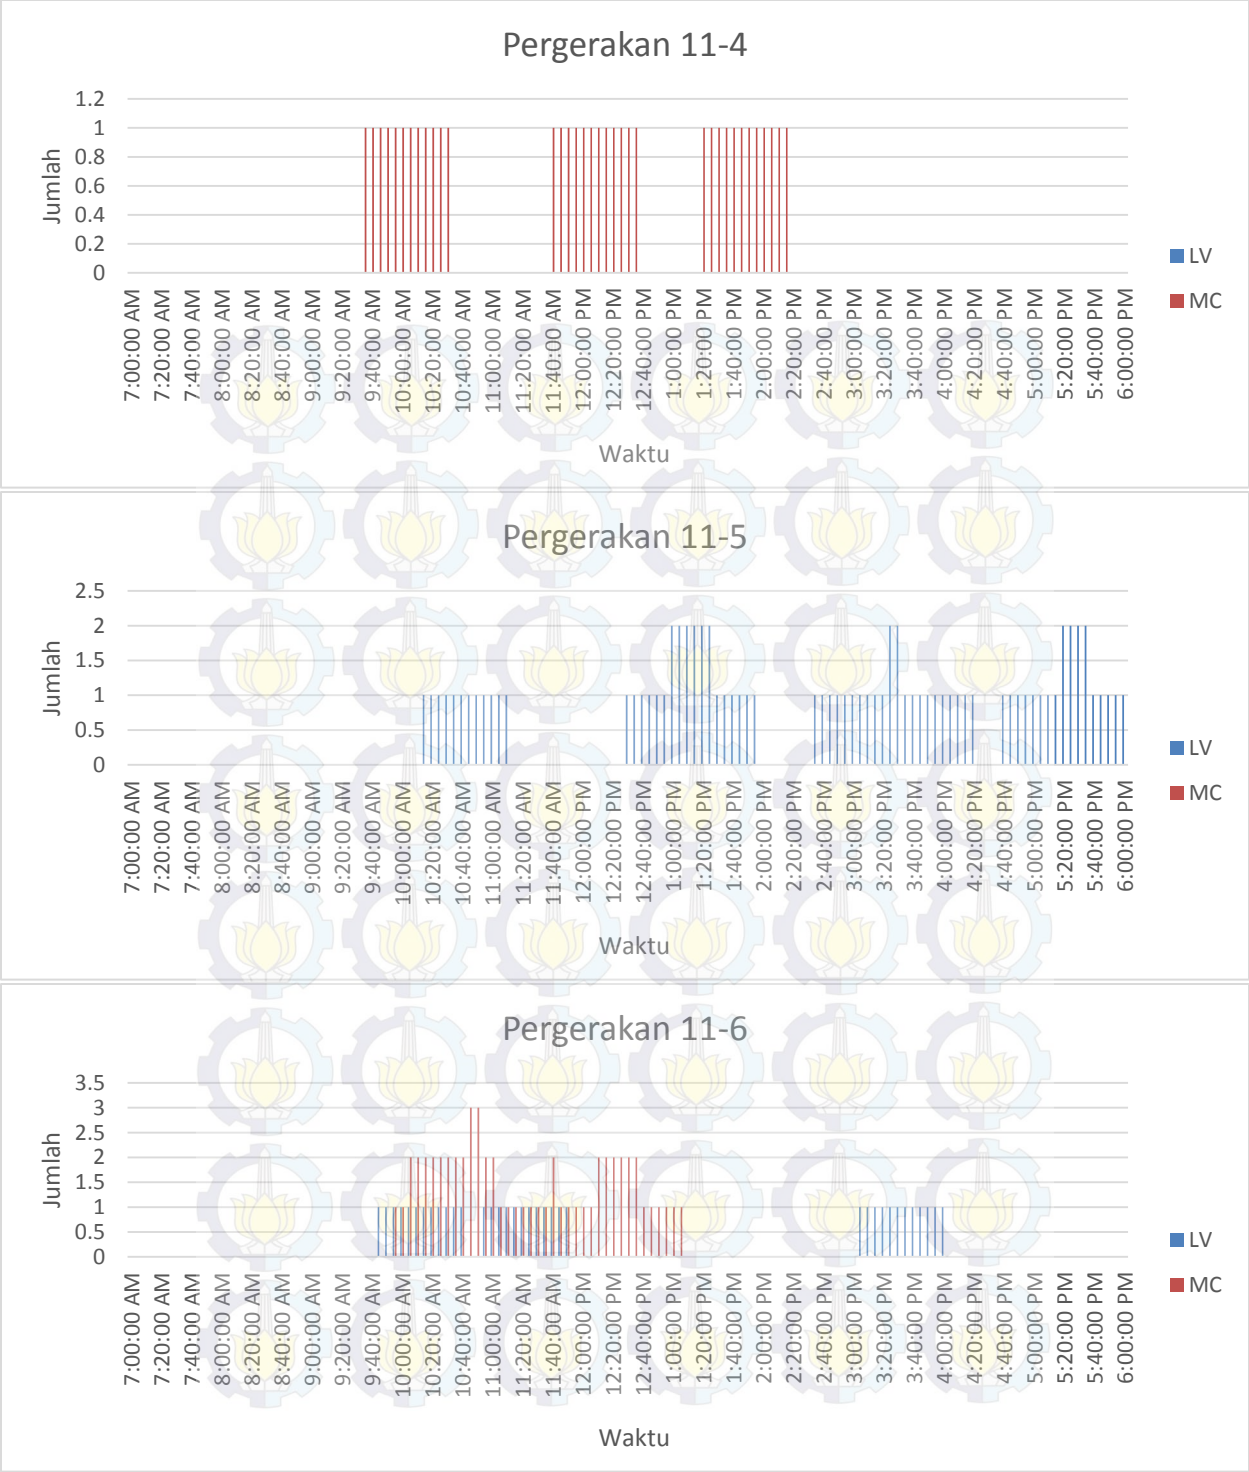 Pergerakan 11-4
1.2
1
0.8
0.6
0.4
0.2
0
Jumlah
7:00:00 AM
7:20:00 AM
7:40:00 AM
8:00:00 AM
8:20:00 AM
8:40:00 AM
9:00:00 AM
9:20:00 AM
9:40:00 AM
10:00:00 AM
10:20:00 AM
10:40:00 AM
11:00:00 AM
11:20:00 AM
11:40:00 AM
12:00:00 PM
12:20:00 PM
12:40:00 PM
1:00:00 PM
1:20:00 PM
1:40:00 PM
2:00:00 PM
2:20:00 PM
2:40:00 PM
3:00:00 PM
3:20:00 PM
3:40:00 PM
4:00:00 PM
4:20:00 PM
4:40:00 PM
5:00:00 PM
5:20:00 PM
5:40:00 PM
6:00:00 PM
Waktu
LV
MC
Pergerakan 11-5
2.5
2
1.5
1
0.5
0
Jumlah
7:00:00 AM
7:20:00 AM
7:40:00 AM
8:00:00 AM
8:20:00 AM
8:40:00 AM
9:00:00 AM
9:20:00 AM
9:40:00 AM
10:00:00 AM
10:20:00 AM
10:40:00 AM
11:00:00 AM
11:20:00 AM
11:40:00 AM
12:00:00 PM
12:20:00 PM
12:40:00 PM
1:00:00 PM
1:20:00 PM
1:40:00 PM
2:00:00 PM
2:20:00 PM
2:40:00 PM
3:00:00 PM
3:20:00 PM
3:40:00 PM
4:00:00 PM
4:20:00 PM
4:40:00 PM
5:00:00 PM
5:20:00 PM
5:40:00 PM
6:00:00 PM
Waktu
LV
MC
Pergerakan 11-6
3.5
3
2.5
2
1.5
1
0.5
0
Jumlah
7:00:00 AM
7:20:00 AM
7:40:00 AM
8:00:00 AM
8:20:00 AM
8:40:00 AM
9:00:00 AM
9:20:00 AM
9:40:00 AM
10:00:00 AM
10:20:00 AM
10:40:00 AM
11:00:00 AM
11:20:00 AM
11:40:00 AM
12:00:00 PM
12:20:00 PM
12:40:00 PM
1:00:00 PM
1:20:00 PM
1:40:00 PM
2:00:00 PM
2:20:00 PM
2:40:00 PM
3:00:00 PM
3:20:00 PM
3:40:00 PM
4:00:00 PM
4:20:00 PM
4:40:00 PM
5:00:00 PM
5:20:00 PM
5:40:00 PM
6:00:00 PM
Waktu
LV
MC